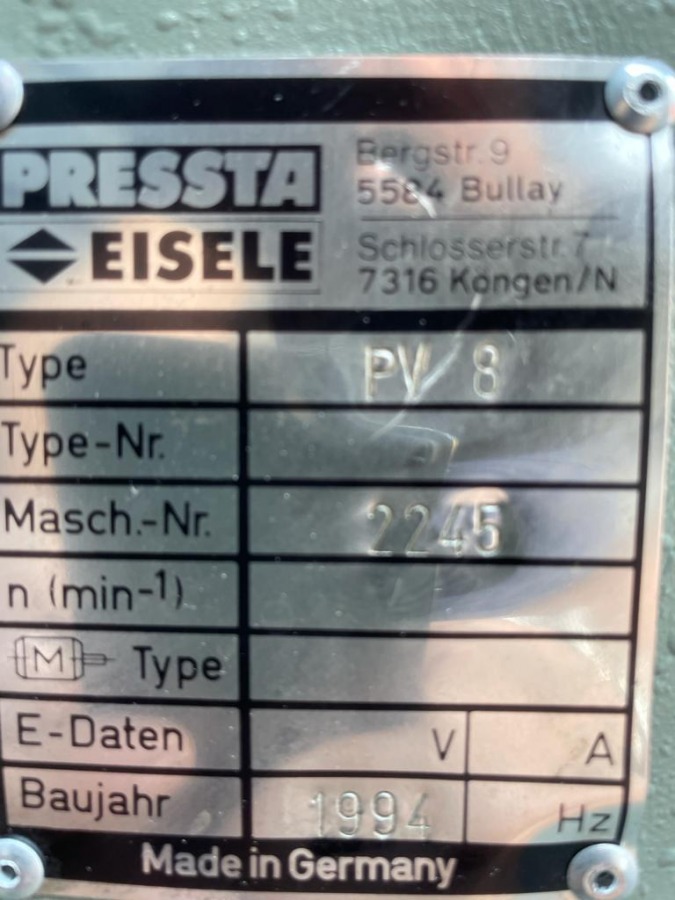 PRESSTA
EISELE
Bergstr. 9
5584 Bullay
Schlosserstr. 7
7316 Köngen/N
Type PV 8
Type-Nr.
Masch.-Nr. 2245
n (min-1)
M Type
E-Daten V A
Baujahr 1994 Hz
Made in Germany